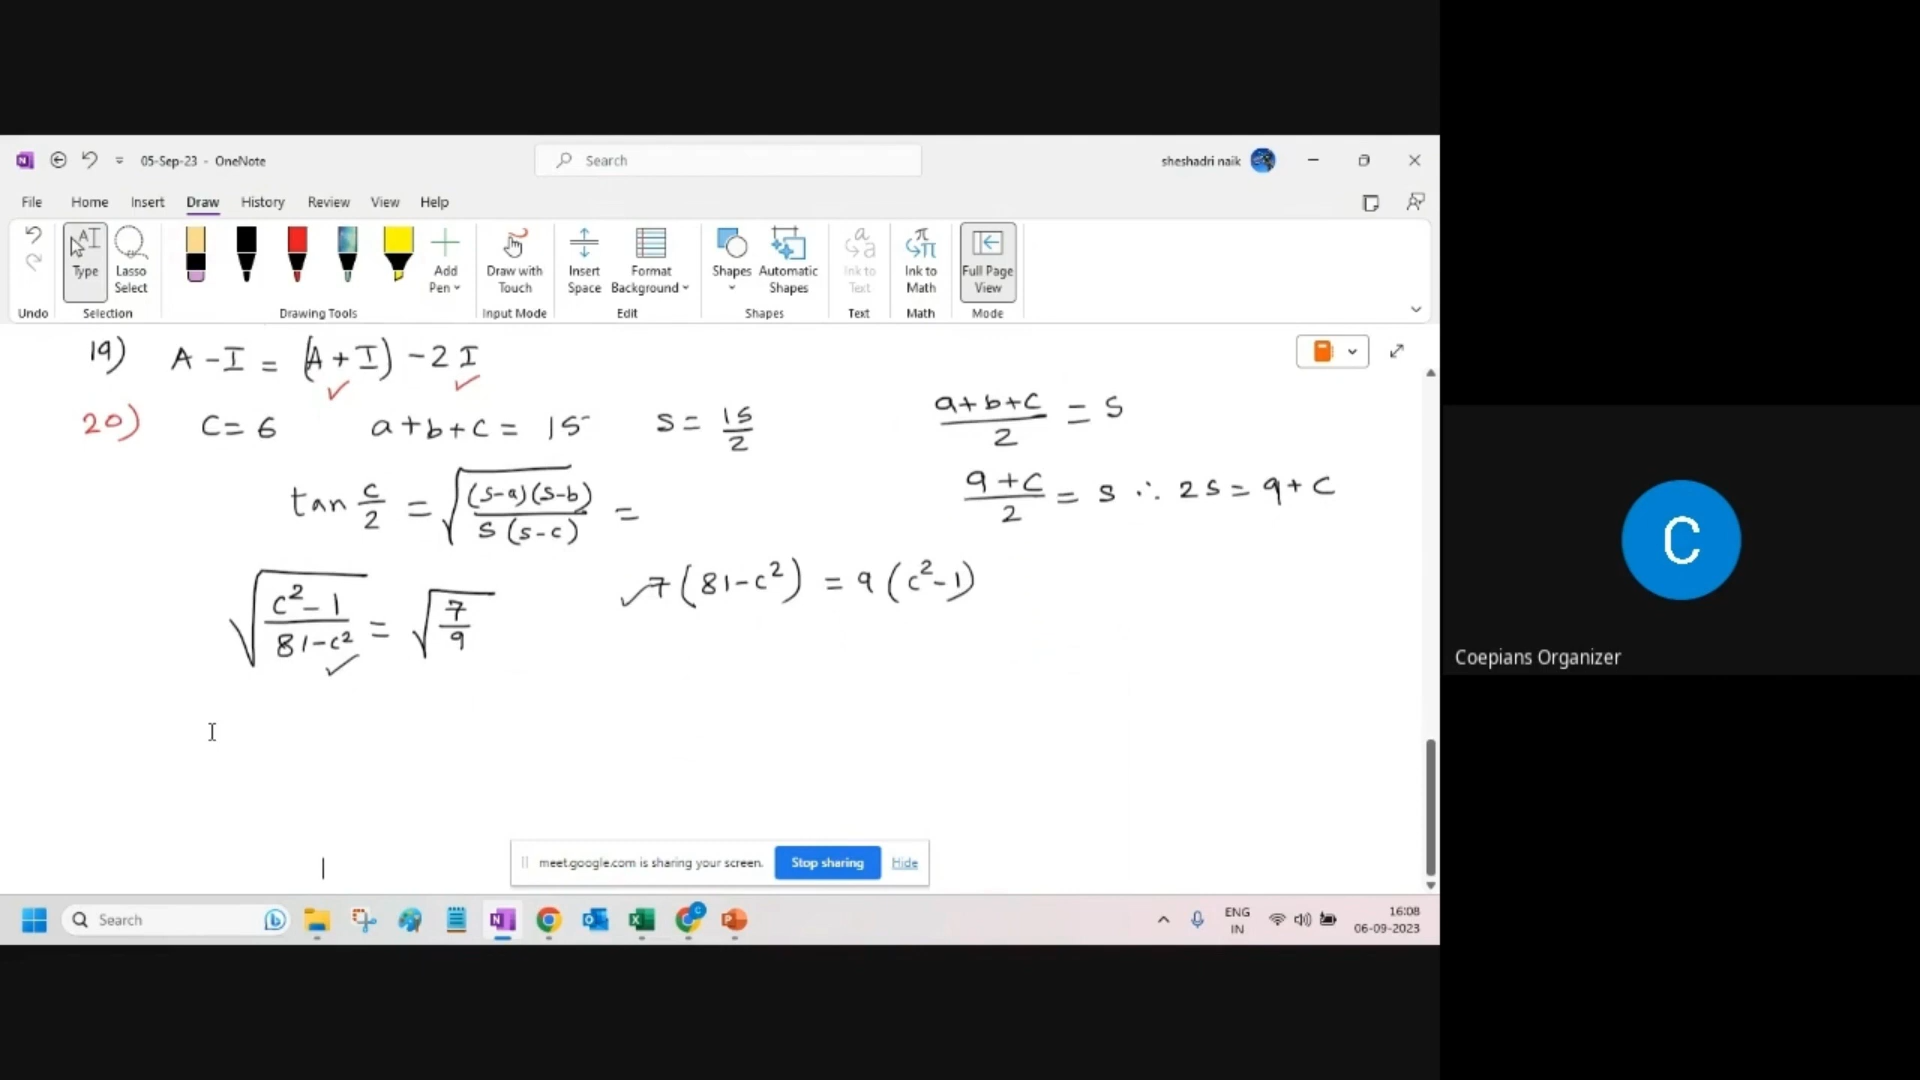 05-Sep-23 - OneNote
Search
sheshadri naik
File Home Insert Draw History Review View Help
Type
Lasso Select
Add Pen
Draw with Touch
Insert Space
Format Background
Shapes
Automatic Shapes
Ink to Text
Ink to Math
Full Page View
Undo Selection Drawing Tools Input Mode Edit Shapes Text Math Mode
19) A - I = (A + I) - 2 I
20) C = 6 a + b + c = 15 s = 15/2
(a+b+c)/2 = s
(9+c)/2 = s ∴ 2s = 9 + c
tan c/2 = √((s-a)(s-b)/s(s-c)) =
√((c²-1)/(81-c²)) = √(7/9)
7(81-c²) = 9(c²-1)
meet.google.com is sharing your screen. Stop sharing Hide
Search
ENG IN
16:08
06-09-2023
C
Coepians Organizer